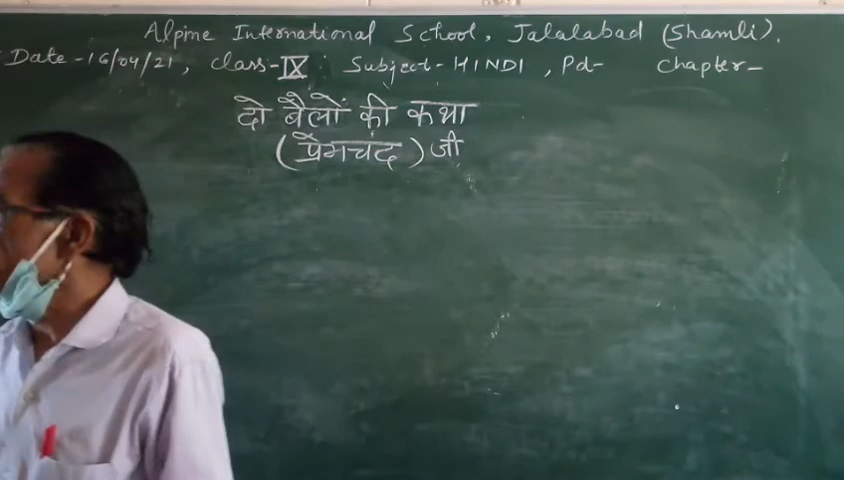 Alpine International School, Jalalabad (Shamli).
Date - 16/04/21, class-IX : Subject - HINDI, Pd- Chapter-
दो बैलों की कथा
(प्रेमचंद) जी